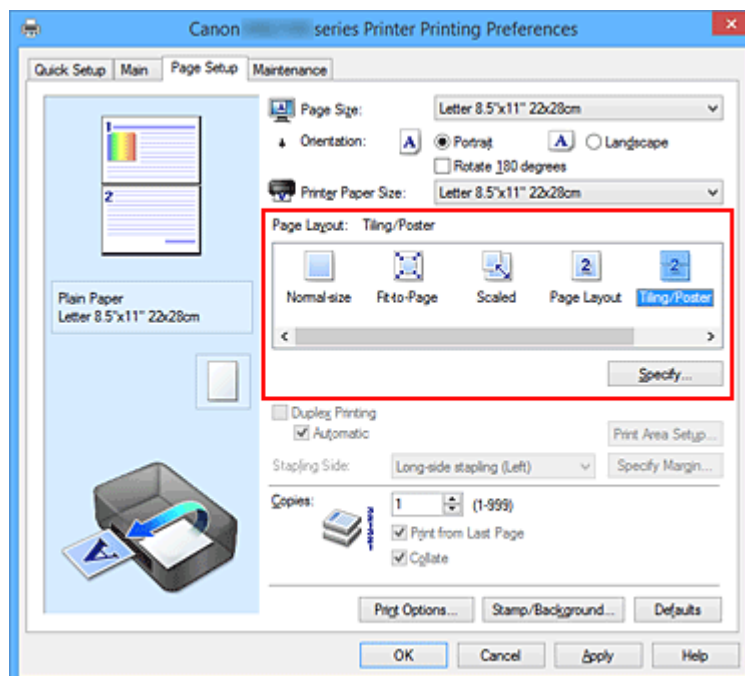 Canon series Printer Printing Preferences
Quick Setup Main Page Setup Maintenance
1
2
Page Size: Letter 8.5"x11" 22x28cm
Orientation: A Portrait A Landscape
Rotate 180 degrees
Printer Paper Size: Letter 8.5"x11" 22x28cm
Page Layout: Tiling/Poster
2 2
Normal-size Fit-to-Page Scaled Page Layout Tiling/Poster
Plain Paper
Letter 8.5"x11" 22x28cm
Specify...
Duplex Printing
Automatic Print Area Setup...
Stapling Side: Long-side stapling (Left) Specify Margin...
Copies: 1 (1-999)
Print from Last Page
Collate
A
Print Options... Stamp/Background... Defaults
OK Cancel Apply Help